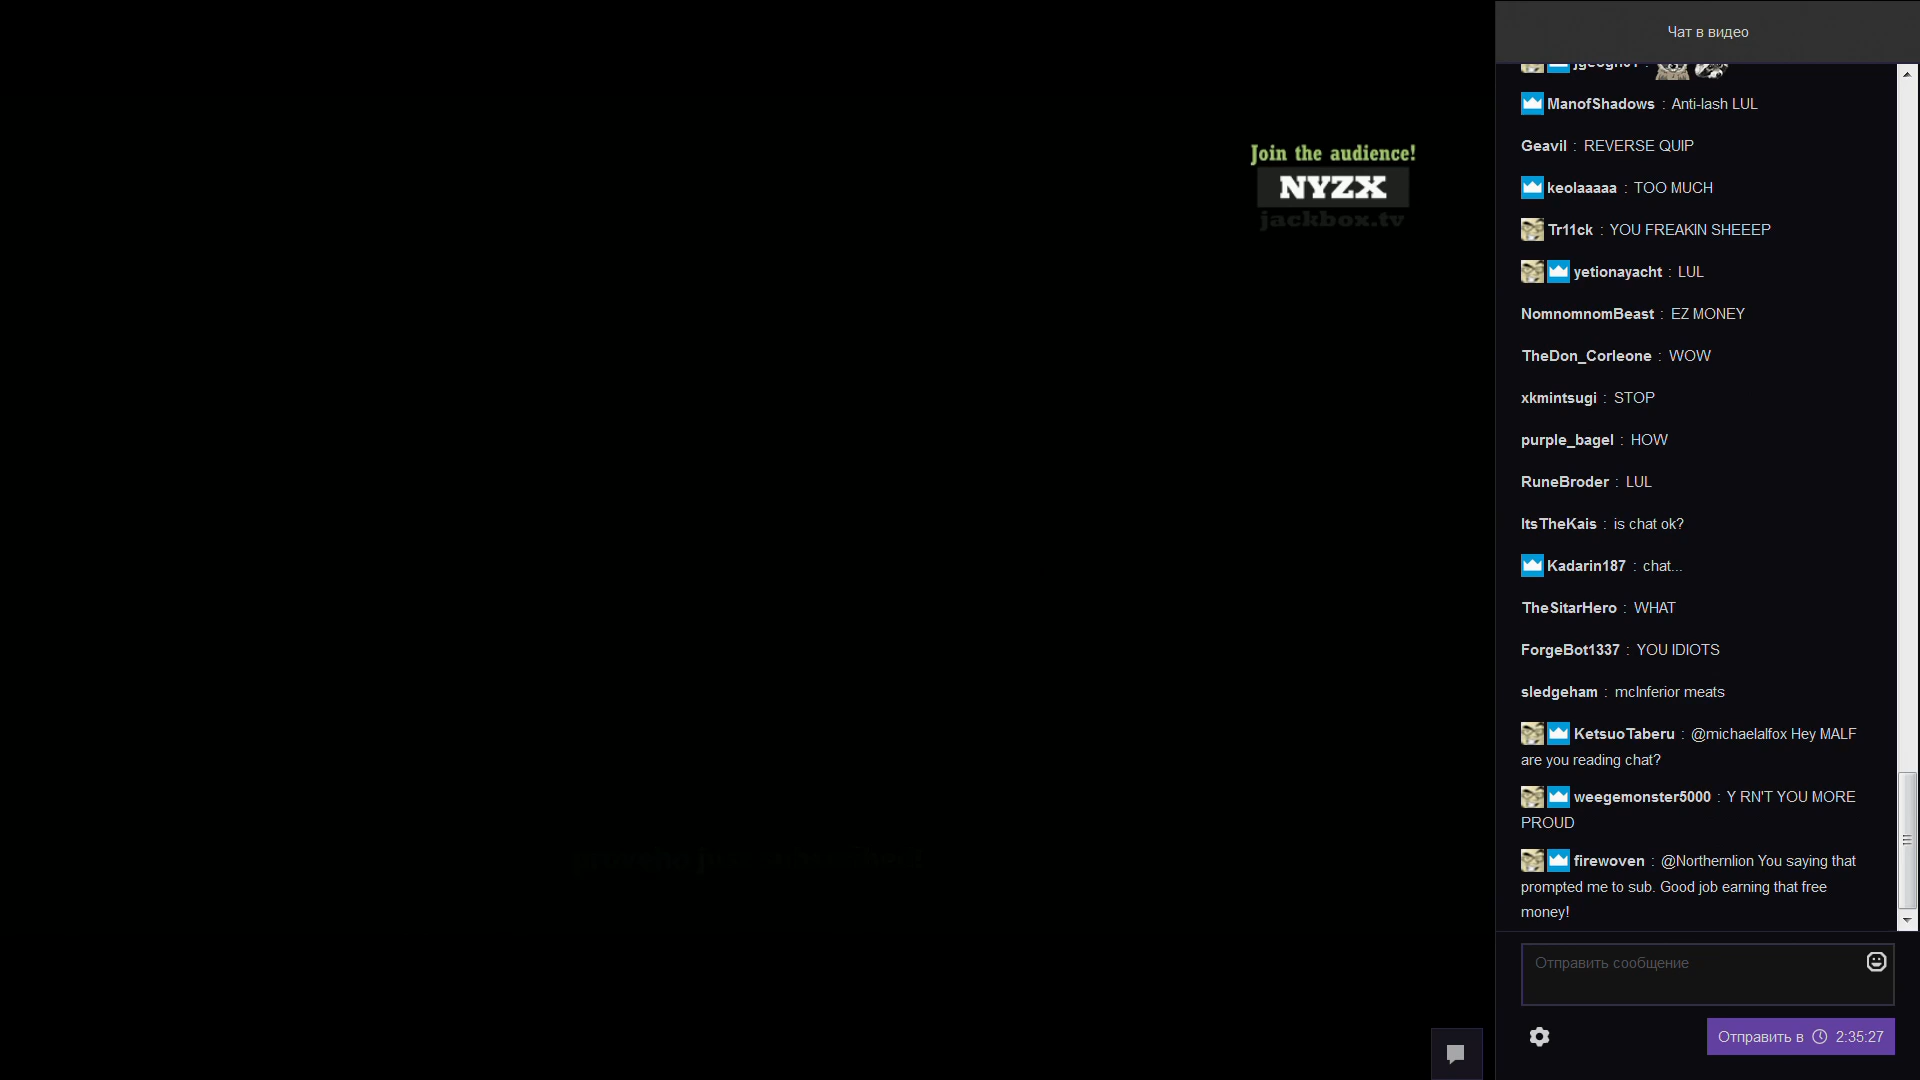 Join the audience!
NYZX
jackbox.tv
Чат в видео
ManofShadows : Anti-lash LUL
Geavil : REVERSE QUIP
keolaaaaa : TOO MUCH
Tr11ck : YOU FREAKIN SHEEEP
yetionayacht : LUL
NomnomnomBeast : EZ MONEY
TheDon_Corleone : WOW
xkmintsugi : STOP
purple_bagel : HOW
RuneBroder : LUL
ItsTheKais : is chat ok?
Kadarin187 : chat...
TheSitarHero : WHAT
ForgeBot1337 : YOU IDIOTS
sledgeham : mcInferior meats
KetsuoTaberu : @michaelalfox Hey MALF
are you reading chat?
weegemonster5000 : Y RN'T YOU MORE
PROUD
firewoven : @Northernlion You saying that
prompted me to sub. Good job earning that free
money!
Отправить сообщение
Отправить в 2:35:27